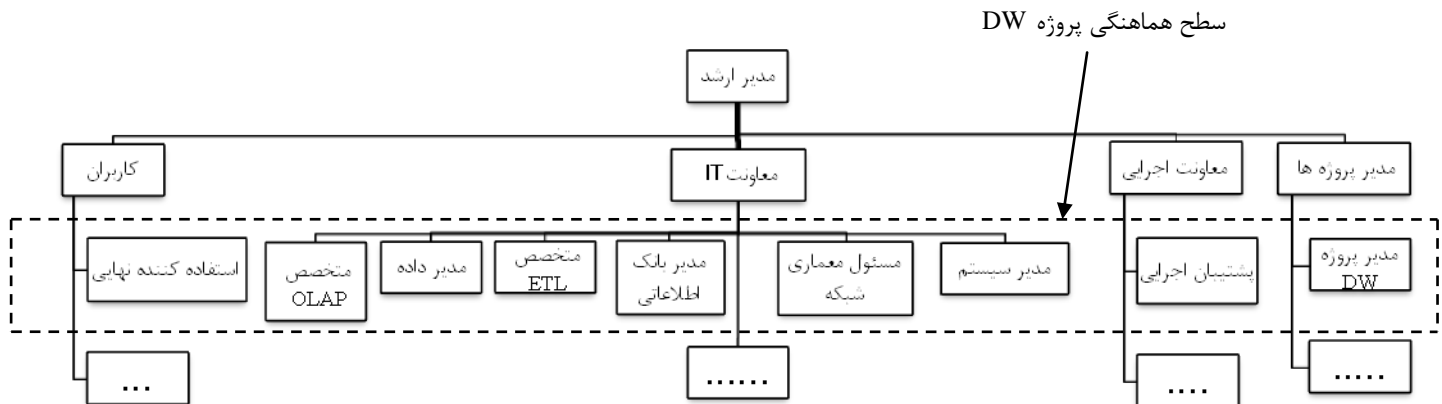 سطح هماهنگی پروژه DW
مدیر ارشد
مدیر پروژه ها
معاونت اجرایی
معاونت IT
کاربران
مدیر پروژه
DW
پشتیبان اجرایی
مدیر سیستم
مسئول معماری
شبکه
مدیر بانک
اطلاعاتی
متخصص
ETL
مدیر داده
متخصص
OLAP
استفاده کننده نهایی
.....
....
......
...